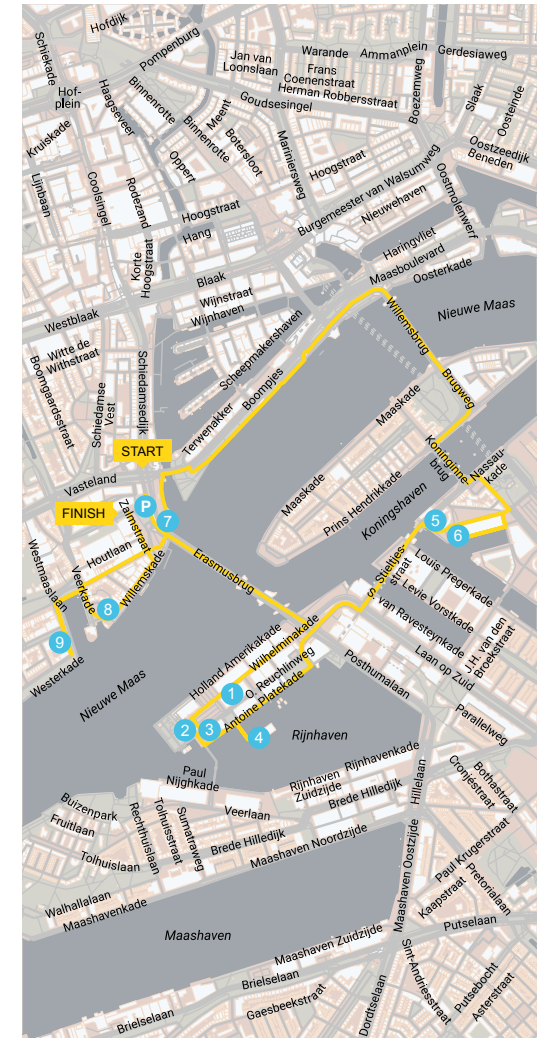 Hofdijk
Schiekade
Pompenburg
Hof-
plein
Haagseveer
Binnenrotte
Jan van
Loonslaan
Warande
Ammanplein
Gerdesiaweg
Frans
Coenenstraat
Herman Robbersstraat
Goudsesingel
Boezemweg
Slaak
Oosteinde
Kruiskade
Meent
Binnenrotte
Botersloot
Mariniersweg
Hoogstraat
Oostzeedijk
Beneden
Lijnbaan
Coolsingel
Rodezand
Oppert
Burgemeester van Walsumweg
Nieuwehaven
Oostmolenwerf
Hoogstraat
Hang
Korte
Hoogstraat
Haringvliet
Maasboulevard
Oosterkade
Blaak
Wijnstraat
Wijnhaven
Westblaak
Nieuwe Maas
Willemsbrug
Scheepmakershaven
Witte de
Withstraat
Boomgaardsstraat
Schiedamsedijk
Schiedamse
Vest
Boompjes
Brugweg
Terwenakker
Maaskade
START
Koninginne-
brug
Nassau-
kade
Vasteland
Maaskade
Prins Hendrikkade
Koningshaven
P
FINISH
7
5
6
Zalmstraat
Houtlaan
Erasmusbrug
S. Stieltjes-
straat
Louis Pregerkade
Levie Vorstkade
van Ravesteynkade
J.H. van den
Broekstraat
Westmaaslaan
Veerkade
Willemskade
8
9
Westerkade
Holland Amerikakade
Wilhelminakade
O. Reuchlinweg
Antoine Platekade
Laan op Zuid
Posthumalaan
Nieuwe Maas
1
2
3
4
Rijnhaven
Parallelweg
Paul
Nijghkade
Rijnhaven
Zuidzijde
Rijnhavenkade
Hillelaan
Cronjéstraat
Bothastraat
Buizenpark
Fruitlaan
Rechthuislaan
Tolhuisstraat
Sumatraweg
Veerlaan
Brede Hilledijk
Brede Hilledijk
Tolhuislaan
Maashaven Noordzijde
Maashaven Oostzijde
Paul Krugerstraat
Pretorialaan
Kaapstraat
Walhallalaan
Maashavenkade
Putselaan
Maashaven
Maashaven Zuidzijde
Brielselaan
Sint-Andriesstraat
Putsebocht
Asterstraat
Gaesbeekstraat
Dordtselaan
Brielselaan